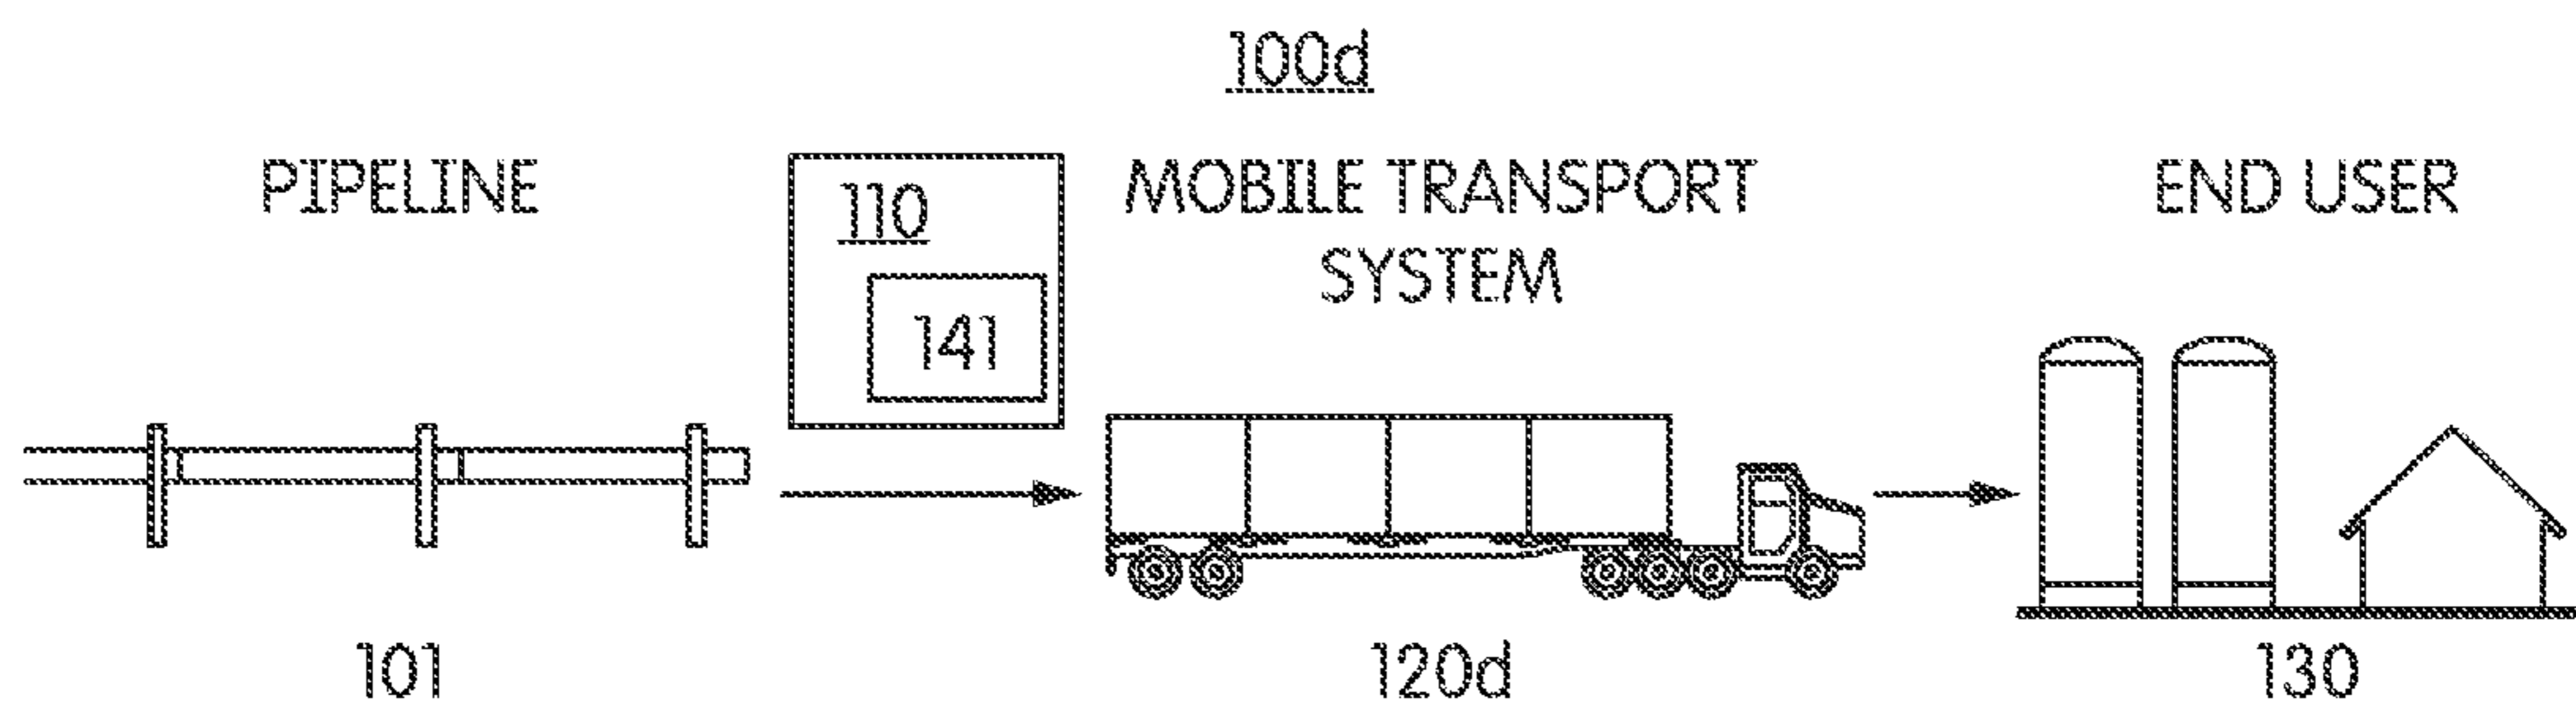 100d
PIPELINE
110
141
MOBILE TRANSPORT
SYSTEM
END USER
101
120d
130